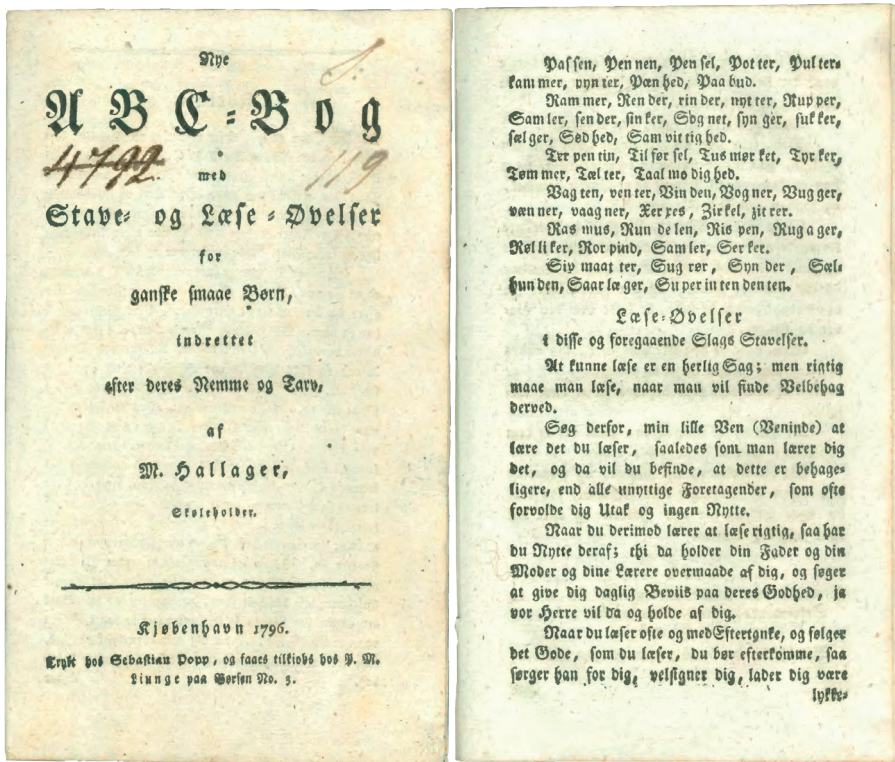 Nye
ABC-Bog
4792
119
med
Stave- og Læse-Øvelser
for
ganske smaae Børn,
indrettet
efter deres Nemme og Tarv,
af
M. Hallager,
Skoleholder.
Kjøbenhavn 1796.
Trykt hos Sebastian Popp, og faaes tilkiøbs hos P. M.
Liunge paa Børsen No. 3.
Pas sen, Pen nen, Pen sel, Pot ter, Pul ter-
kam mer, pyn ter, Pæn hed, Paa bud.
Ram mer, Ren der, rin der, nyt ter, Rup per,
Sam ler, sen der, sin ker, Sog net, syn ger, suk ker,
sæl ger, Sød hed, Sam vit tig hed.
Ter pen tin, Til før sel, Tus mør ket, Tyr ker,
Tøm mer, Tæl ter, Taal mo dig hed.
Vag ten, ven ter, Vin den, Vog ner, Vug ger,
væn ner, vaag ner, Xer xes, Zir kel, zit rer.
Ras mus, Run de len, Ris pen, Rug a ger,
Røl li ker, Ror pind, Sam ler, Ser ker.
Siv maat ter, Sug rør, Syn der, Sæl-
hun den, Saar læ ger, Su per in ten den ten.
Læse-Øvelser
i disse og foregaaende Slags Stavelser.
At kunne læse er en herlig Sag; men rigtig
maae man læse, naar man vil finde Velbehag
derved.
Søg derfor, min lille Ven (Veninde) at
lære det du læser, saaledes som man lærer dig
det, og da vil du befinde, at dette er behage-
ligere, end alle unyttige Foretagender, som ofte
forvolde dig Utak og ingen Nytte.
Naar du derimod lærer at læse rigtig, saa har
du Nytte deraf; thi da holder din Fader og din
Moder og dine Lærere overmaade af dig, og søger
at give dig daglig Beviis paa deres Godhed, ja
vor Herre vil da og holde af dig.
Naar du læser ofte og med Eftertanke, og følger
det Gode, som du læser, du bør efterkomme, saa
sørger han for dig, velsigner dig, lader dig være
lykke-